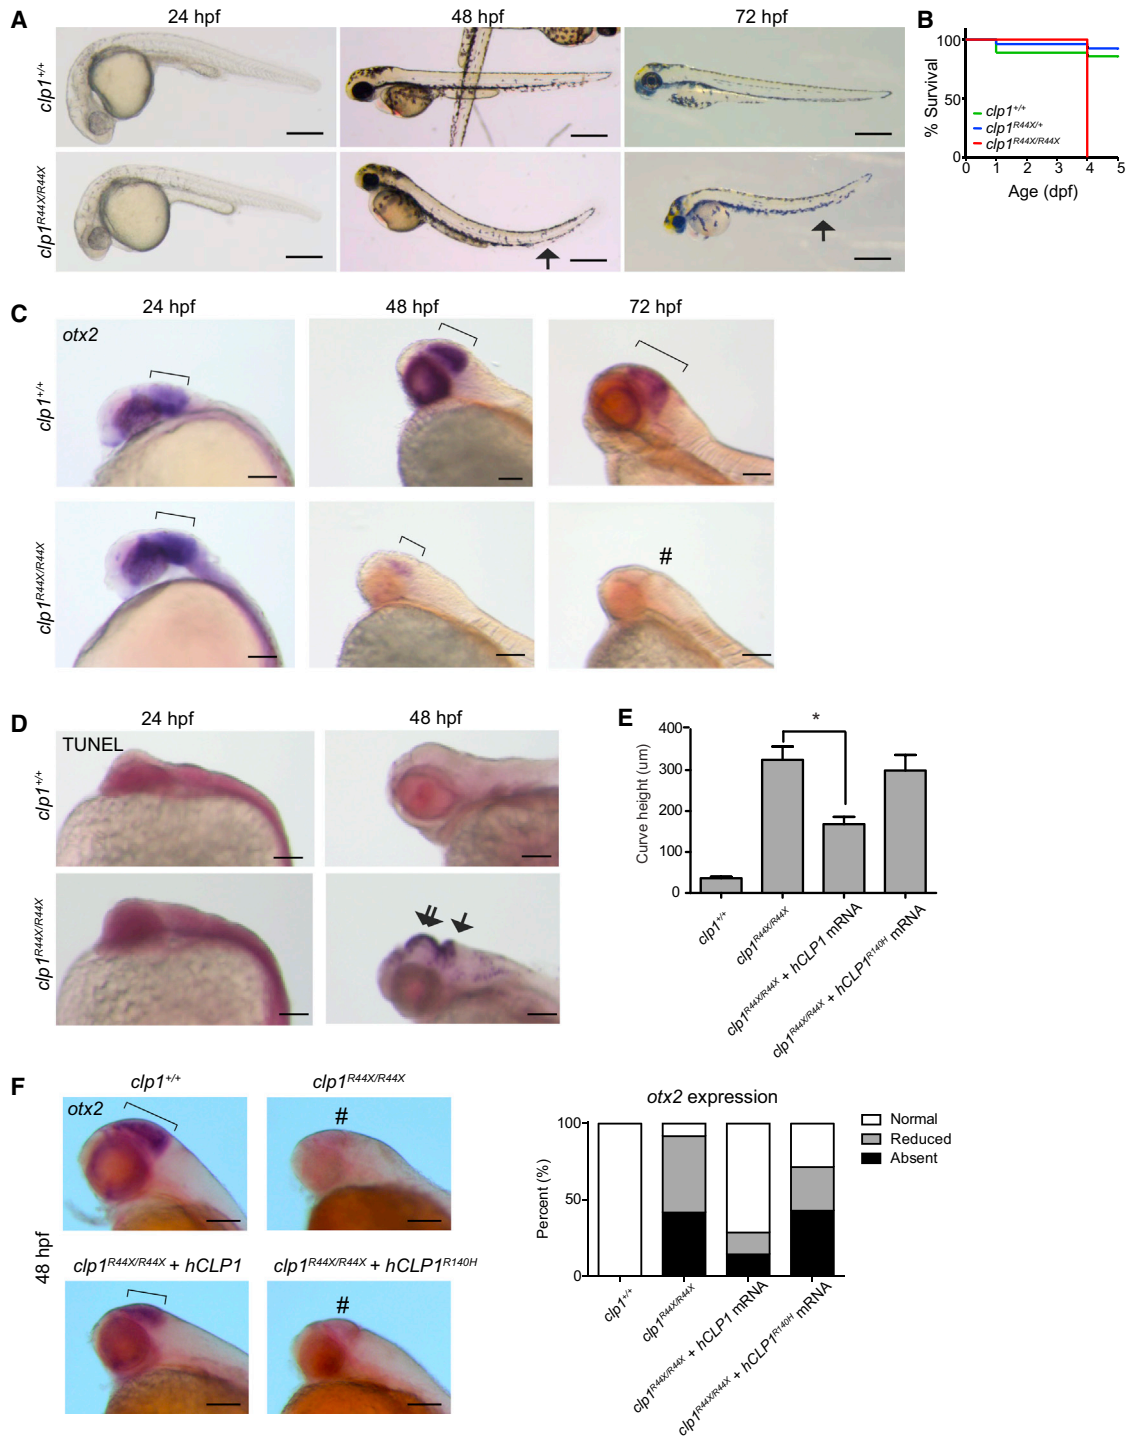 A
24 hpf
48 hpf
72 hpf
clp1+/+
clp1R44X/R44X
B
100
50
0
% Survival
clp1+/+
clp1R44X/+
clp1R44X/R44X
0 1 2 3 4 5
Age (dpf)
C
24 hpf
48 hpf
72 hpf
otx2
clp1+/+
clp1R44X/R44X
#
D
24 hpf
48 hpf
TUNEL
clp1+/+
clp1R44X/R44X
E
*
400
300
200
100
0
Curve height (um)
clp1+/+
clp1R44X/R44X
clp1R44X/R44X + hCLP1 mRNA
clp1R44X/R44X + hCLP1R140H mRNA
F
clp1+/+
clp1R44X/R44X
otx2
#
48 hpf
clp1R44X/R44X + hCLP1
clp1R44X/R44X + hCLP1R140H
#
otx2 expression
100
50
0
Percent (%)
Normal
Reduced
Absent
clp1+/+
clp1R44X/R44X
clp1R44X/R44X + hCLP1 mRNA
clp1R44X/R44X + hCLP1R140H mRNA